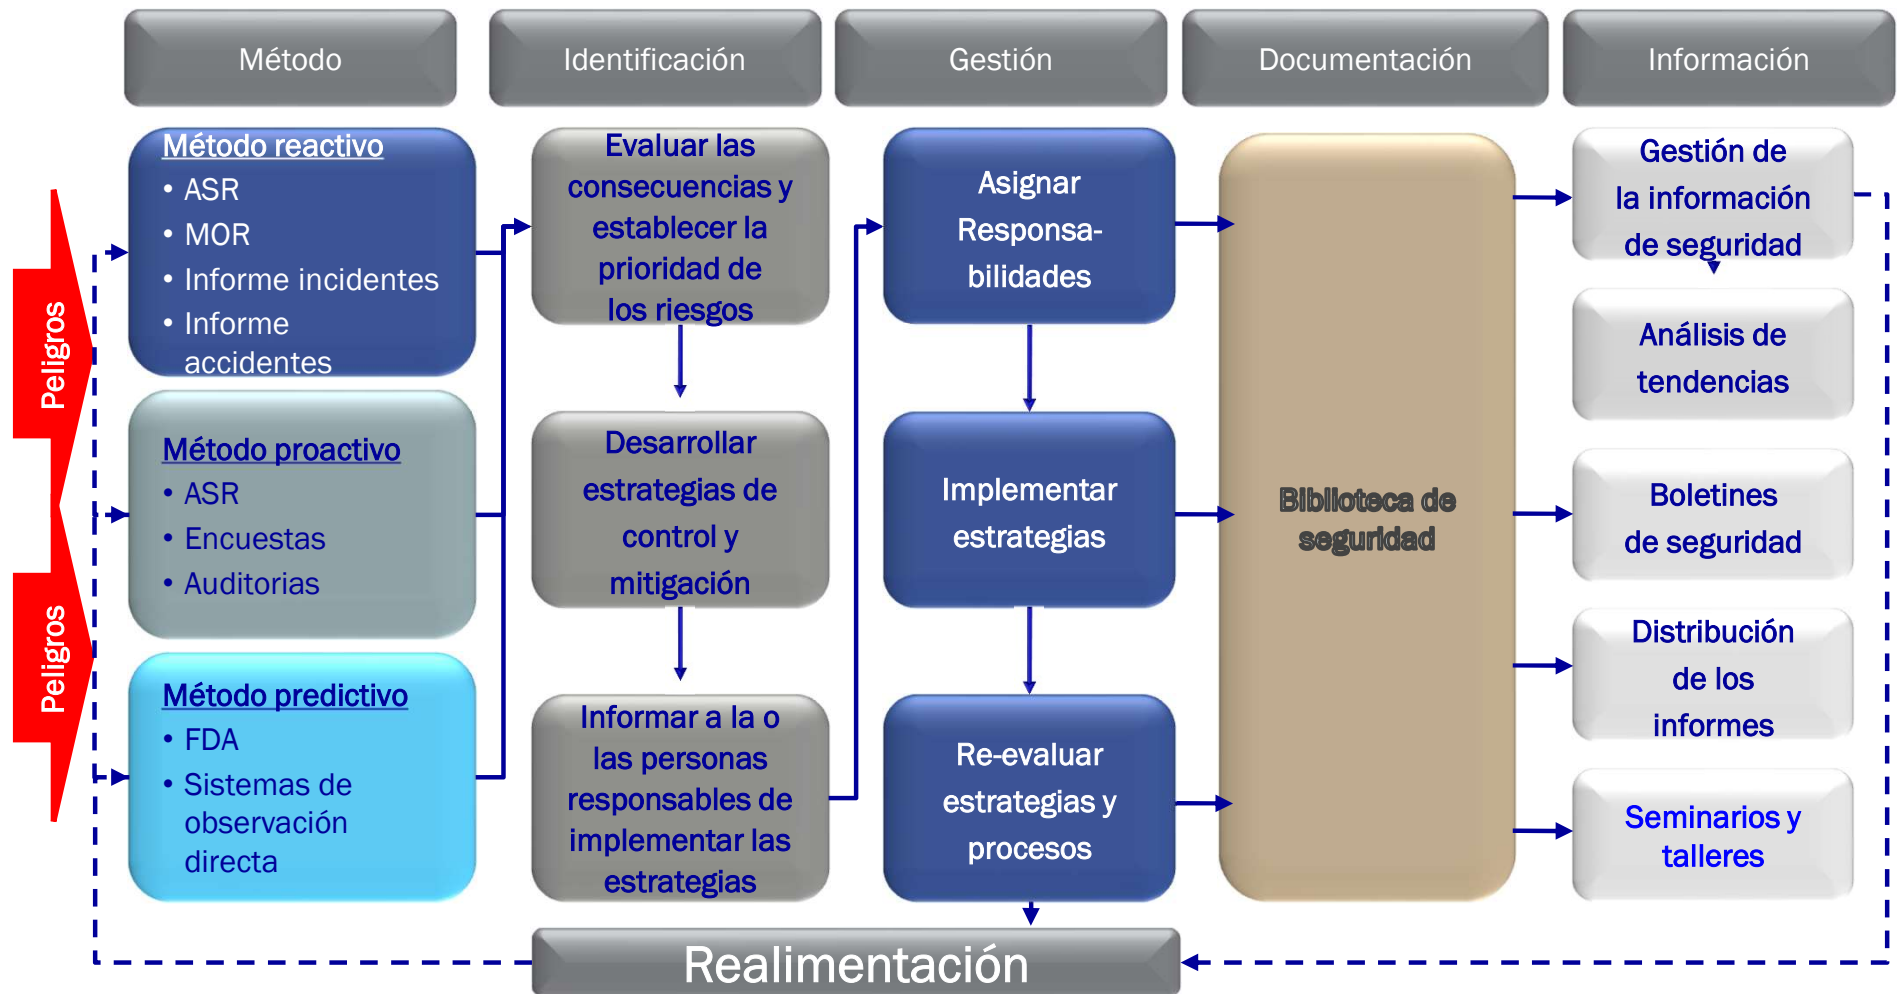 Método
Identificación
Gestión
Documentación
Información
Peligros
Peligros
Método reactivo
• ASR
• MOR
• Informe incidentes
• Informe
accidentes
Método proactivo
• ASR
• Encuestas
• Auditorias
Método predictivo
• FDA
• Sistemas de
observación
directa
Evaluar las
consecuencias y
establecer la
prioridad de
los riesgos
Desarrollar
estrategias de
control y
mitigación
Informar a la o
las personas
responsables de
implementar las
estrategias
Asignar
Responsa-
bilidades
Implementar
estrategias
Re-evaluar
estrategias y
procesos
Biblioteca de
seguridad
Gestión de
la información
de seguridad
Análisis de
tendencias
Boletines
de seguridad
Distribución
de los
informes
Seminarios y
talleres
Realimentación